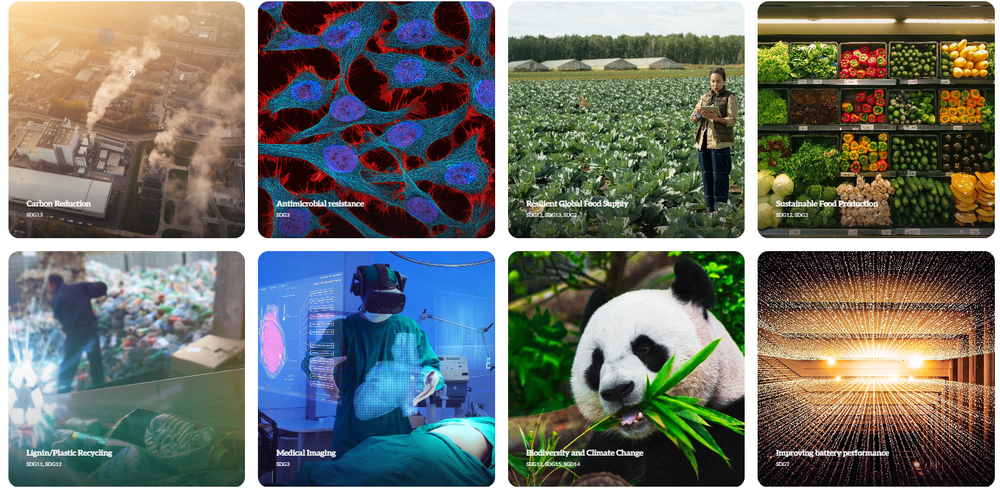 Carbon Reduction
SDG13
Antimicrobial resistance
SDG3
Resilient Global Food Supply
SDG12, SDG13, SDG2
Sustainable Food Production
SDG12, SDG2
Lignin/Plastic Recycling
SDG11, SDG12
Medical Imaging
SDG3
Biodiversity and Climate Change
SDG13, SDG15, SGD14
Improving battery performance
SDG7